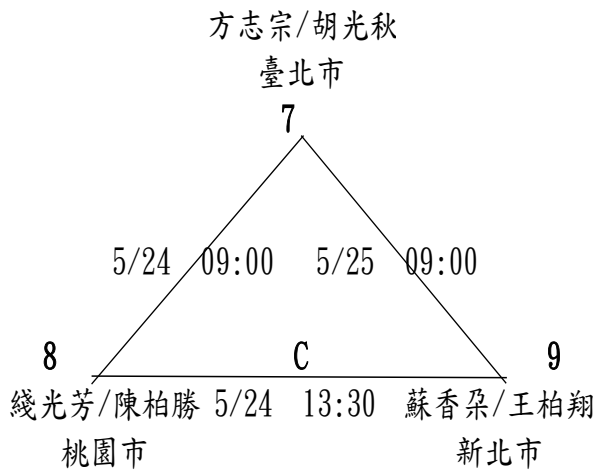 方志宗/胡光秋
臺北市
7
5/24 09:00 5/25 09:00
8 C 9
綫光芳/陳柏勝 5/24 13:30 蘇香朶/王柏翔
桃園市 新北市